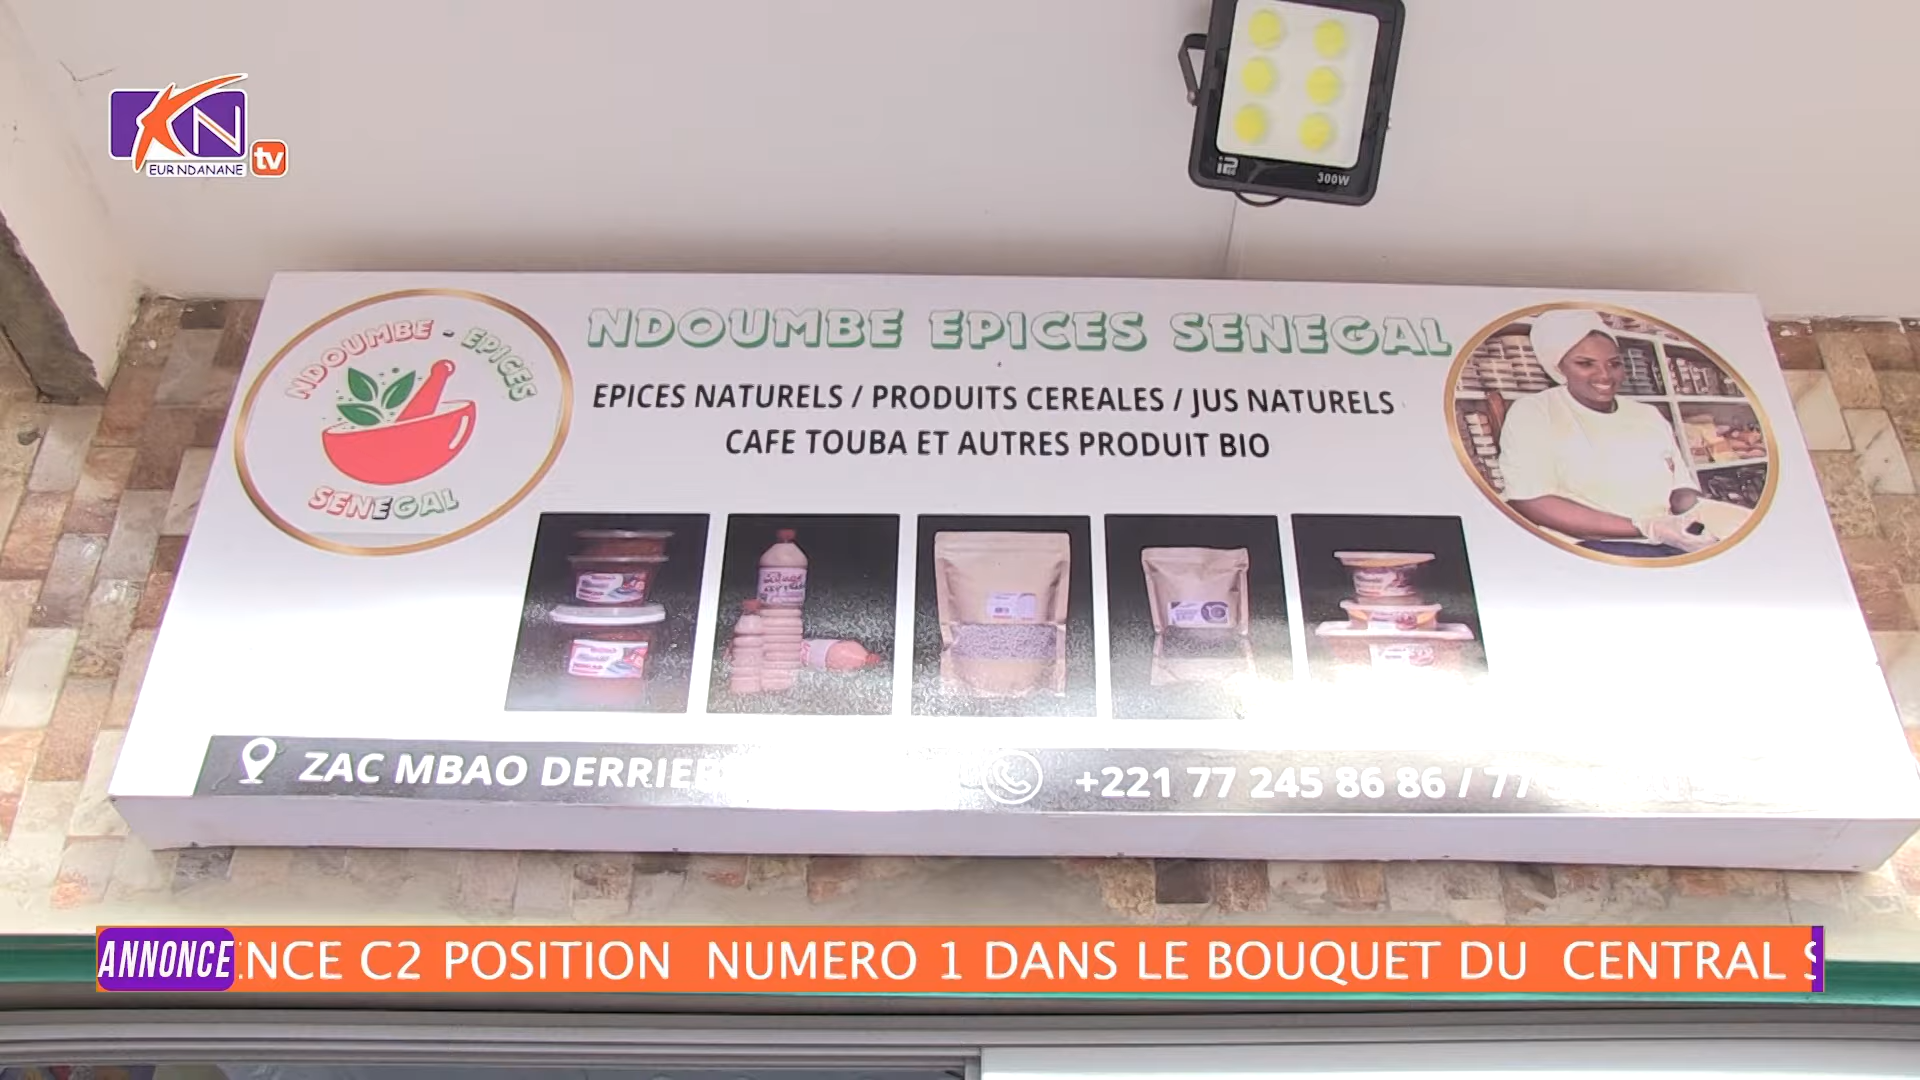 KN
EUR NDANANE
tv
300W
NDOUMBE - EPICES
SENEGAL
NDOUMBE EPICES SENEGAL
EPICES NATURELS / PRODUITS CEREALES / JUS NATURELS
CAFE TOUBA ET AUTRES PRODUIT BIO
ZAC MBAO
+221 77 245 86 86 / 77
ANNONCE
C2 POSITION NUMERO 1 DANS LE BOUQUET DU CENTRAL